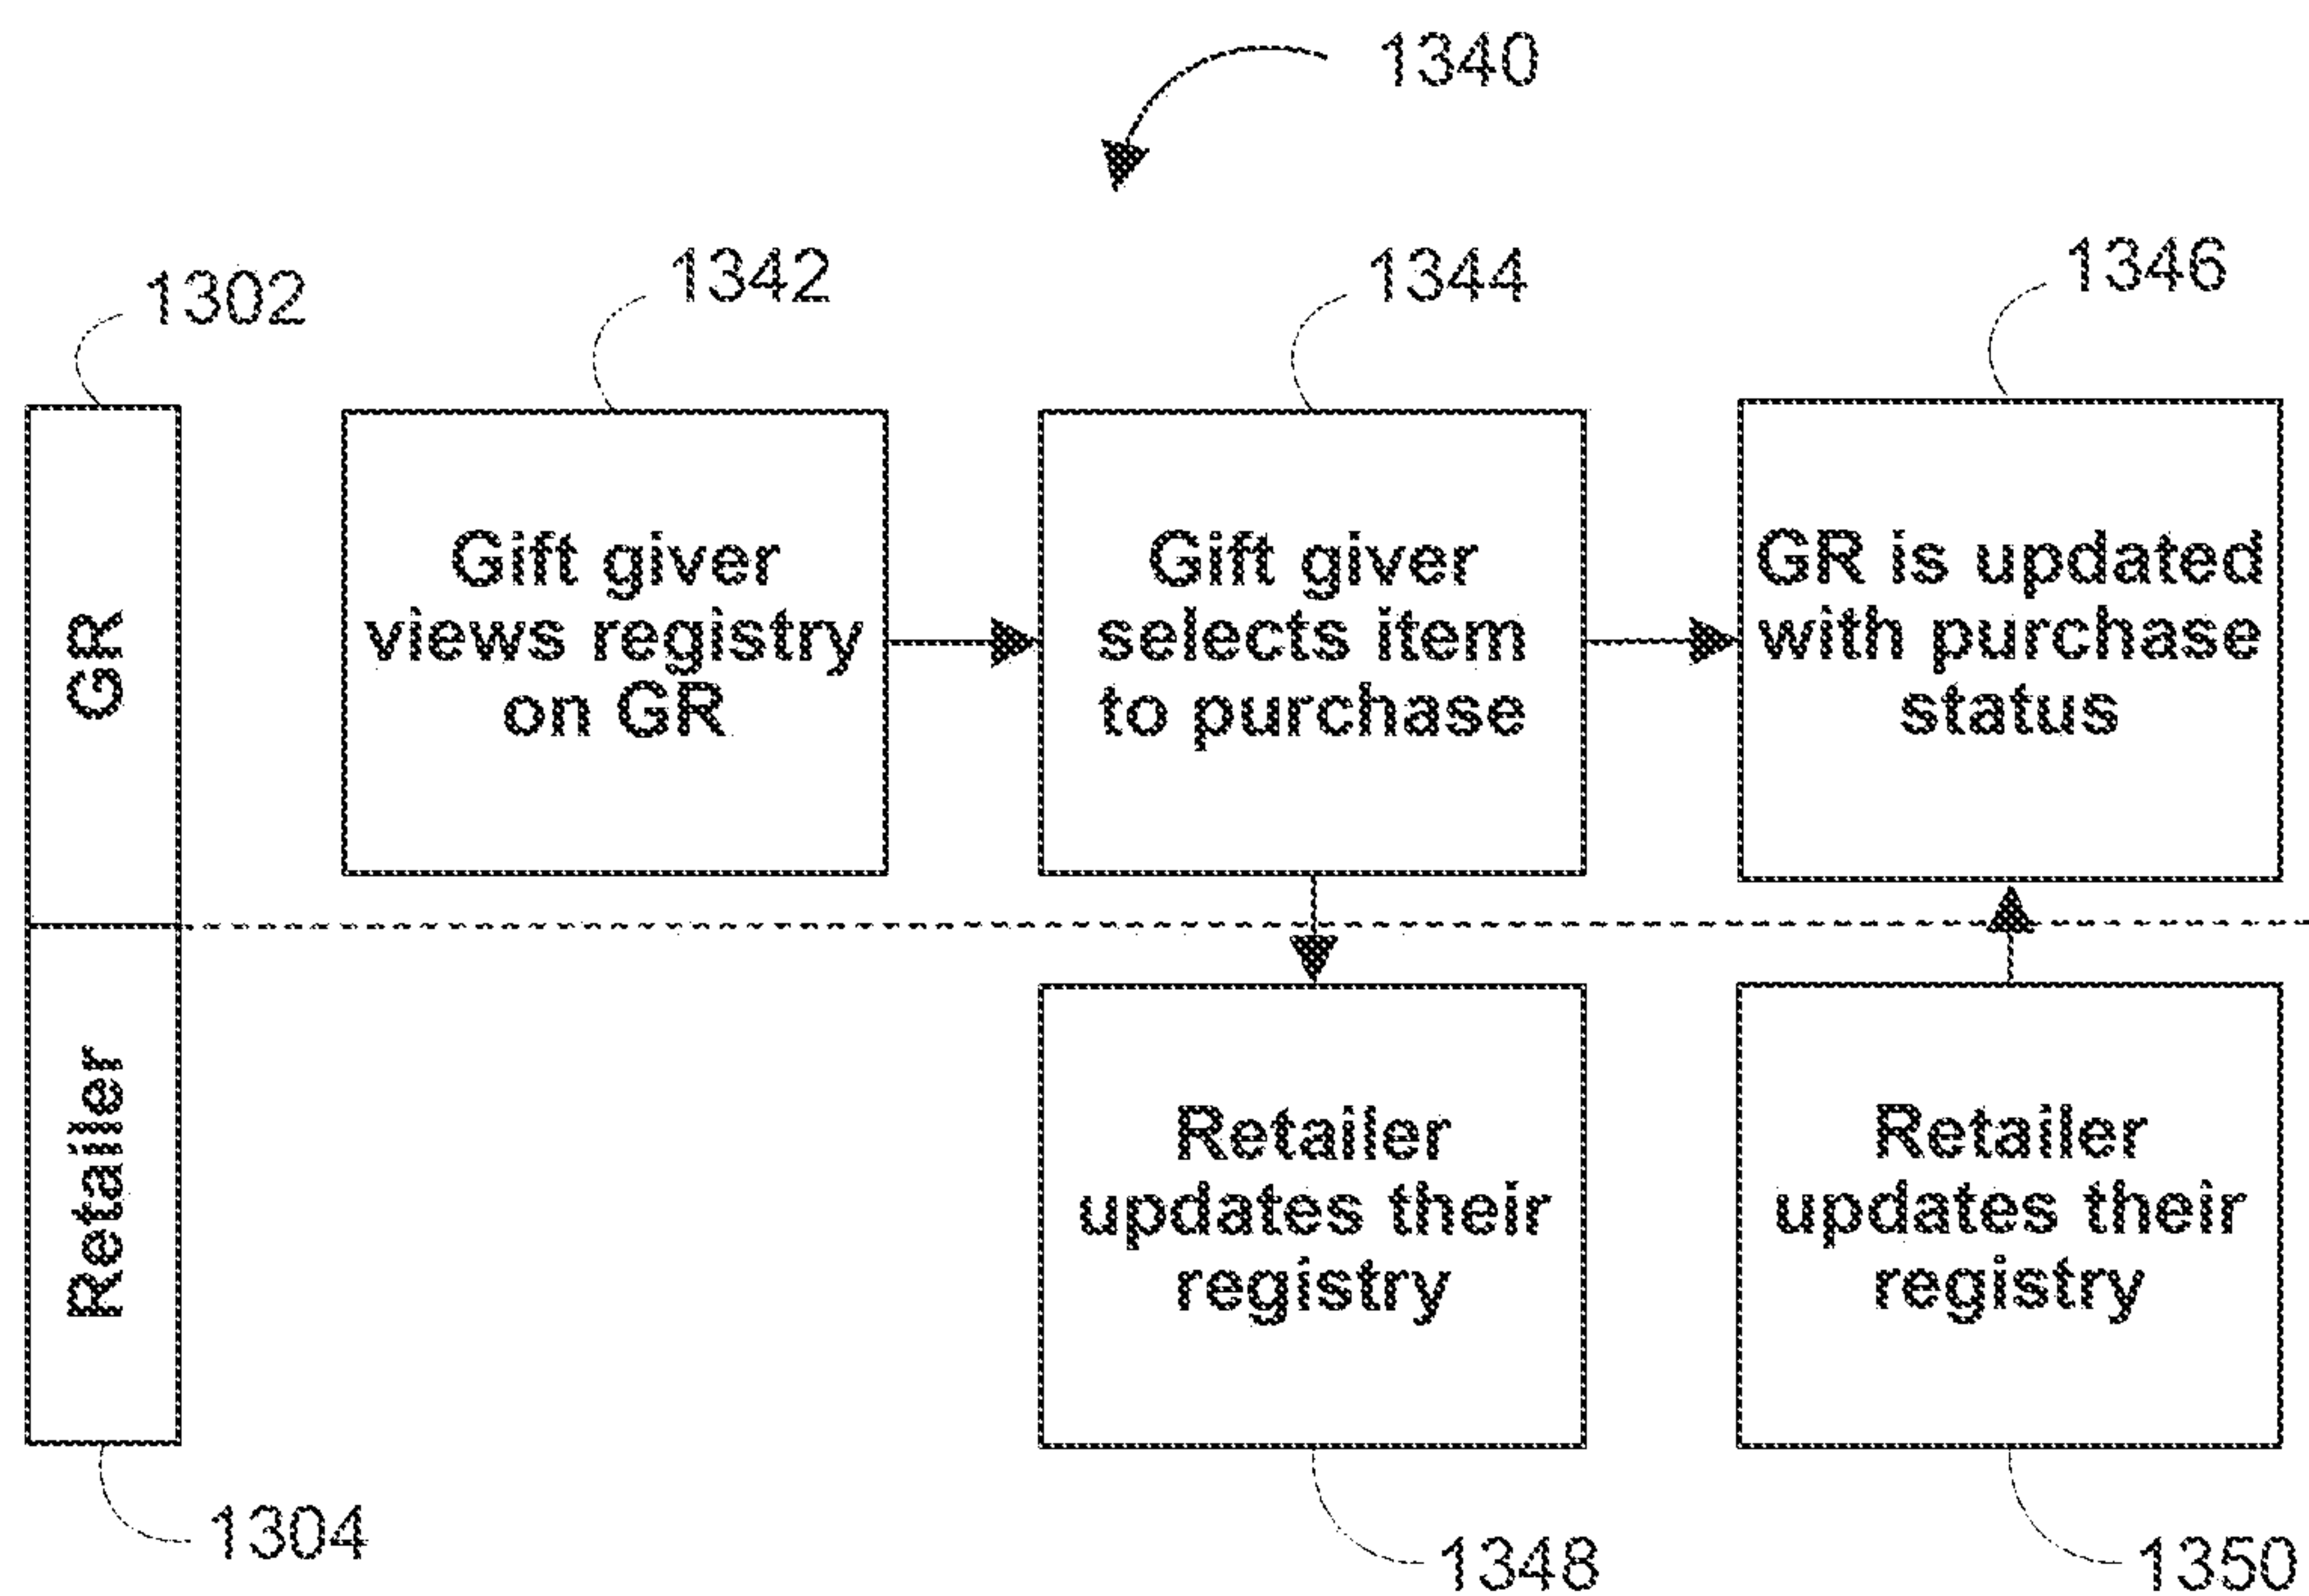 1340
1302
1342
1344
1346
GR
Gift giver
views registry
on GR
Gift giver
selects item
to purchase
GR is updated
with purchase
status
Retailer
Retailer
updates their
registry
Retailer
updates their
registry
1304
1348
1350